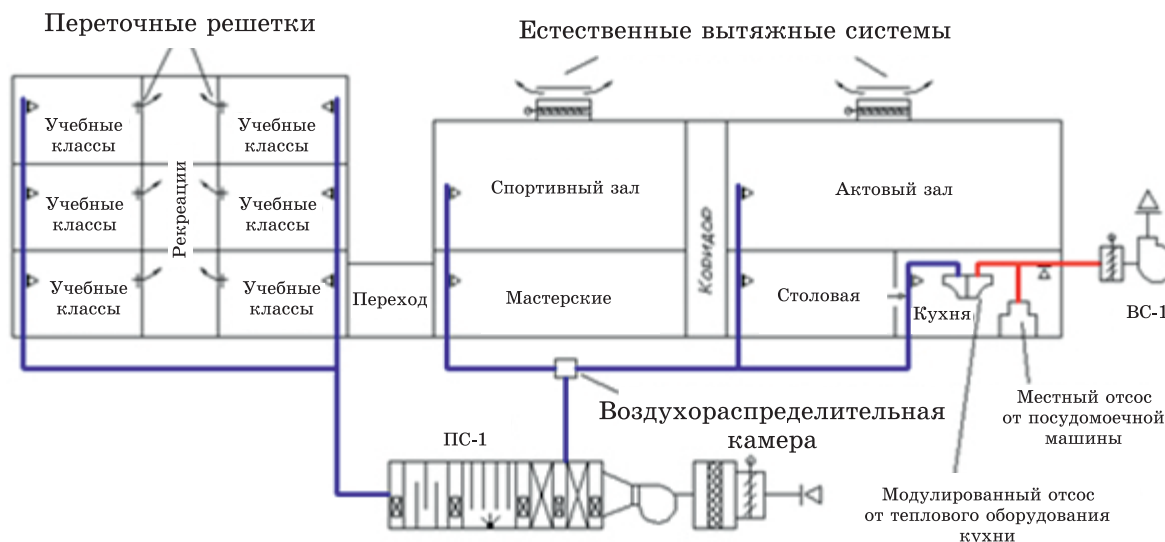 Переточные решетки
Естественные вытяжные системы
Учебные
классы
Учебные
классы
Учебные
классы
Учебные
классы
Учебные
классы
Учебные
классы
Рекреации
Переход
Спортивный зал
Мастерские
Коридор
Актовый зал
Столовая
Кухня
ВС-1
Воздухораспределительная
камера
ПС-1
Местный отсос
от посудомоечной
машины
Модулированный отсос
от теплового оборудования
кухни